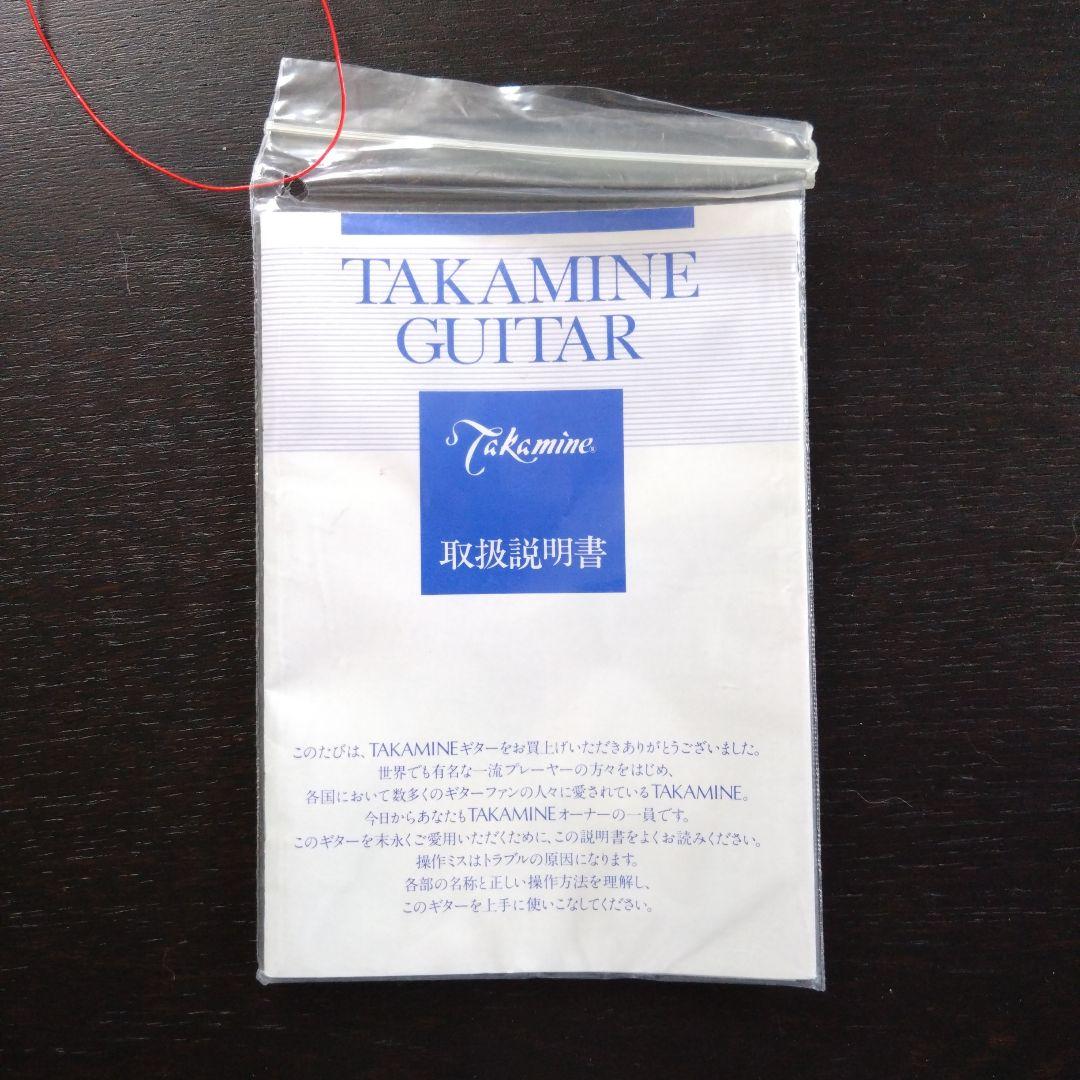 TAKAMINE
GUITAR
Takamine®
取扱説明書
このたびは、TAKAMINEギターをお買上げいただきありがとうございました。
世界でも有名な一流プレーヤーの方々をはじめ、
各国において数多くのギターファンの人々に愛されているTAKAMINE。
今日からあなたもTAKAMINEオーナーの一員です。
このギターを末永くご愛用いただくために、この説明書をよくお読みください。
操作ミスはトラブルの原因になります。
各部の名称と正しい操作方法を理解し、
このギターを上手に使いこなしてください。